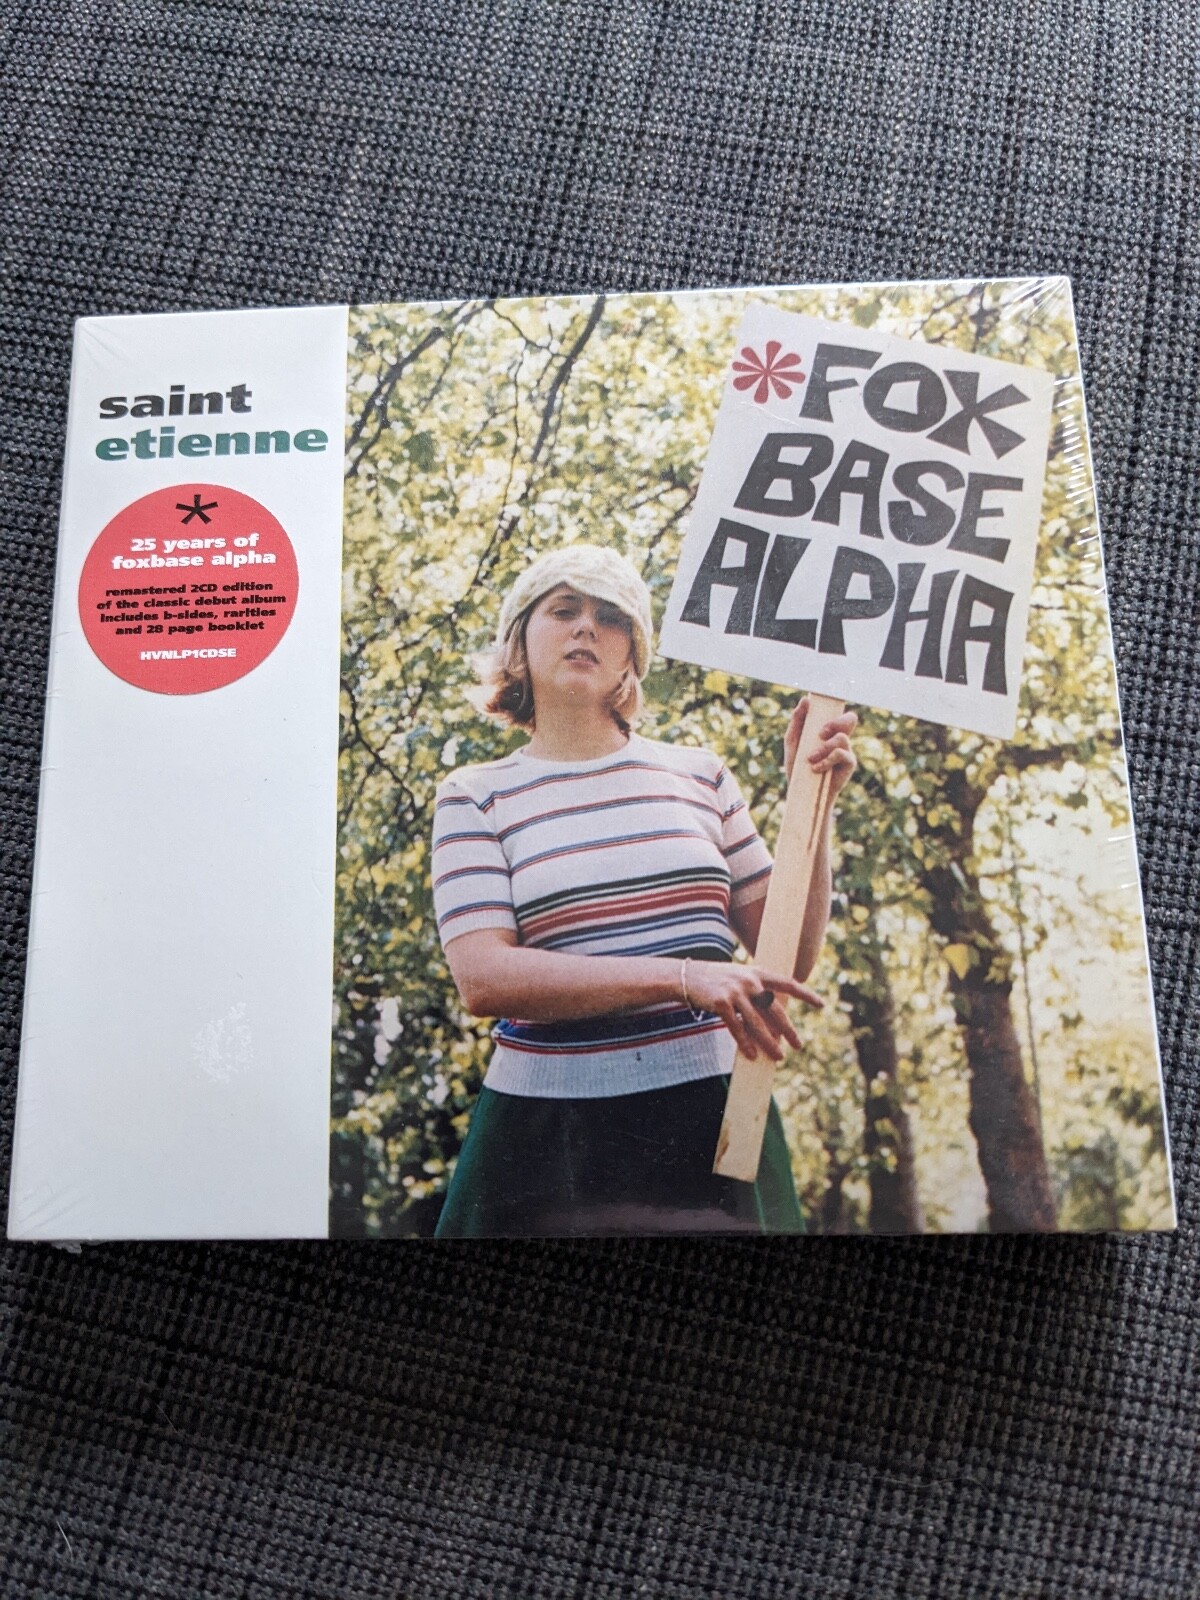 saint
etienne
*
25 years of
foxbase alpha
remastered 2CD edition
of the classic debut album
includes b-sides, rarities
and 28 page booklet
HVNLP1CDSE
*FOX
BASE
ALPHA